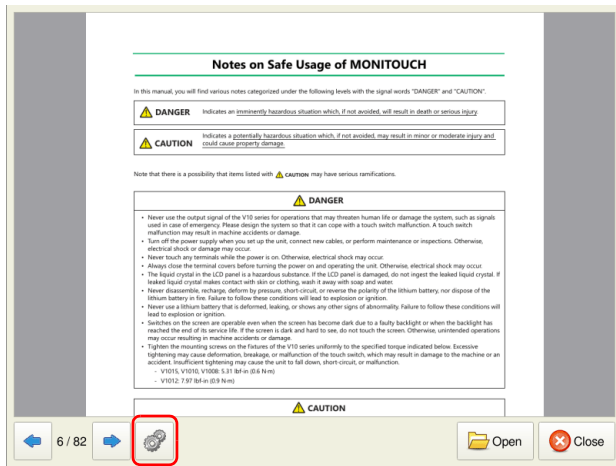 Notes on Safe Usage of MONITOUCH
In this manual, you will find various notes categorized under the following levels with the signal words "DANGER" and "CAUTION".
DANGER Indicates an imminently hazardous situation which, if not avoided, will result in death or serious injury.
CAUTION Indicates a potentially hazardous situation which, if not avoided, may result in minor or moderate injury and
could cause property damage.
Note that there is a possibility that items listed with CAUTION may have serious ramifications.
DANGER
• Never use the output signal of the V10 series for operations that may threaten human life or damage the system, such as signals
used in case of emergency. Please design the system so that it can cope with a touch switch malfunction. A touch switch
malfunction may result in machine accidents or damage.
• Turn off the power supply when you set up the unit, connect new cables, or perform maintenance or inspections. Otherwise,
electrical shock or damage may occur.
• Never touch any terminals while the power is on. Otherwise, electrical shock may occur.
• Always close the terminal covers before turning the power on and operating the unit. Otherwise, electrical shock may occur.
• The liquid crystal in the LCD panel is a hazardous substance. If the LCD panel is damaged, do not ingest the leaked liquid crystal. If
leaked liquid crystal makes contact with skin or clothing, wash it away with soap and water.
• Never disassemble, recharge, deform by pressure, short-circuit, or reverse the polarity of the lithium battery, nor dispose of the
lithium battery in fire. Failure to follow these conditions will lead to explosion or ignition.
• Never use a lithium battery that is deformed, leaking, or shows any other signs of abnormality. Failure to follow these conditions will
lead to explosion or ignition.
• Switches on the screen are operable even when the screen has become dark due to a faulty backlight or when the backlight has
reached the end of its service life. If the screen is dark and hard to see, do not touch the screen. Otherwise, unintended operations
may occur resulting in machine accidents or damage.
• Tighten the mounting screws on the fixtures of the V10 series uniformly to the specified torque indicated below. Excessive
tightening may cause deformation, breakage, or malfunction of the touch switch, which may result in damage to the machine or an
accident. Insufficient tightening may cause the unit to fall down, short-circuit, or malfunction.
- V1015, V1010, V1008: 5.31 lbf-in (0.6 N·m)
- V1012: 7.97 lbf-in (0.9 N·m)
CAUTION
6 / 82
Open
Close